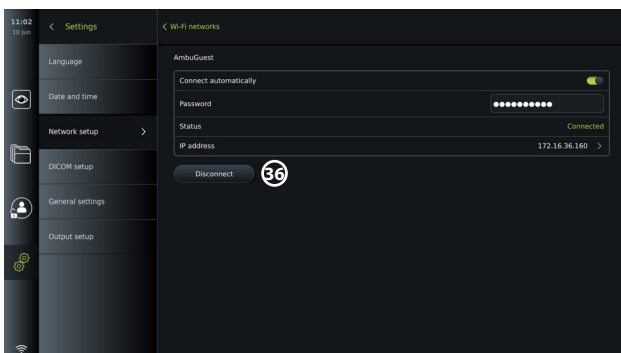 11:02
10 Jun
Settings
Wi-Fi networks
Language
Date and time
Network setup
DICOM setup
General settings
Output setup
AmbuGuest
Connect automatically
Password ●●●●●●●●●●
Status Connected
IP address 172.16.36.160
Disconnect 36